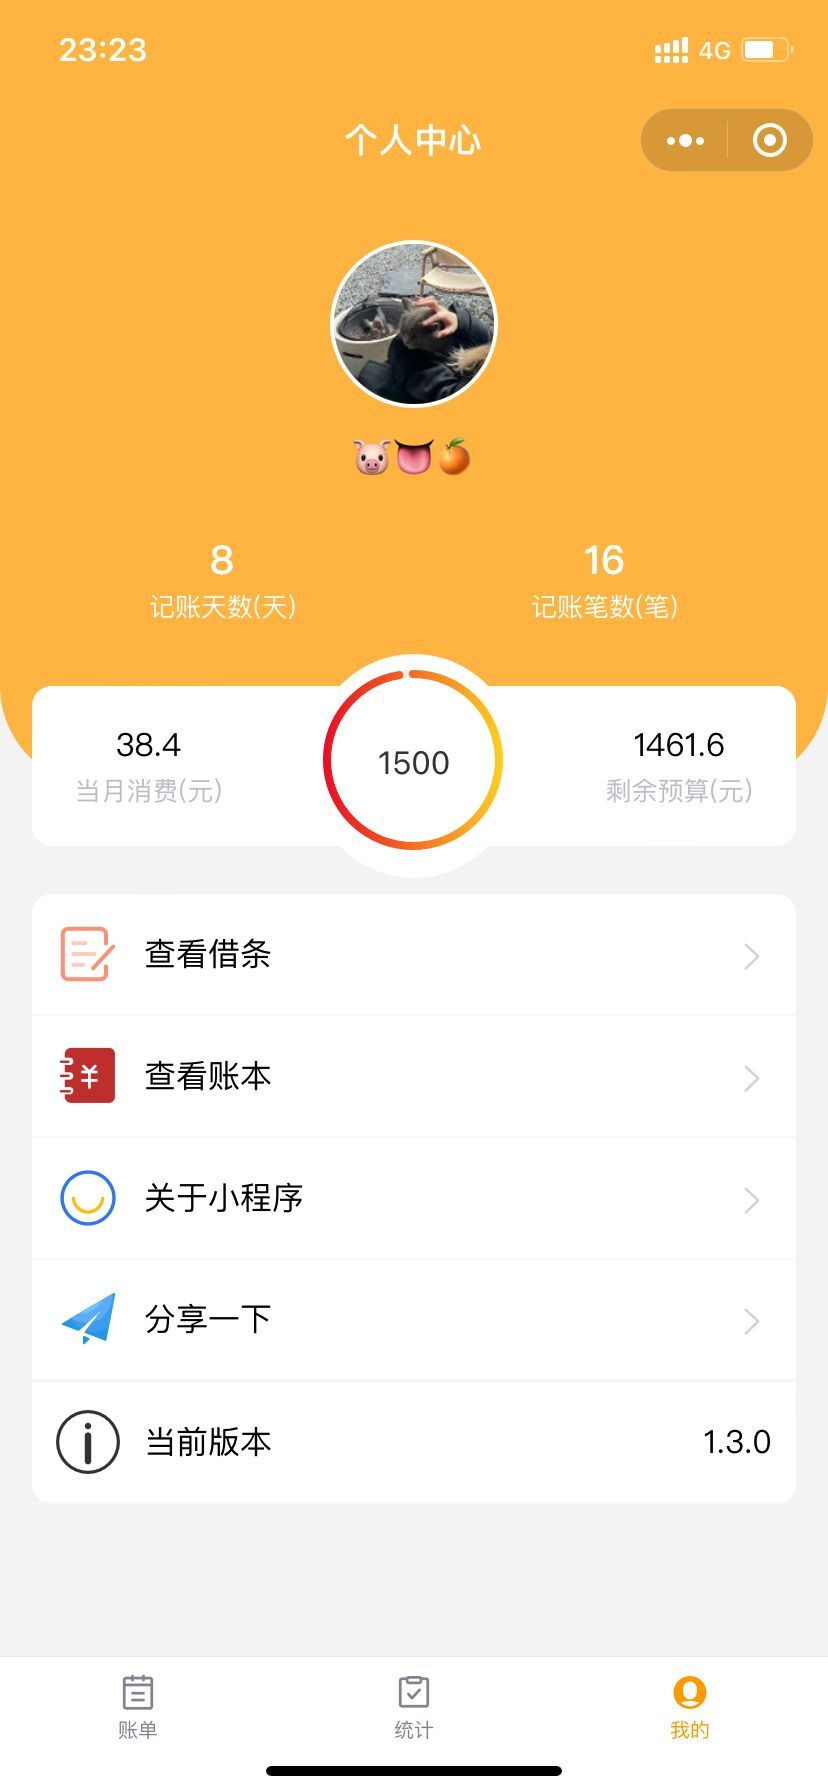 23:23
4G
个人中心
🐷👅🍊
8
16
记账天数(天)
记账笔数(笔)
38.4
当月消费(元)
1500
1461.6
剩余预算(元)
查看借条
¥
查看账本
关于小程序
分享一下
当前版本
1.3.0
账单
统计
我的